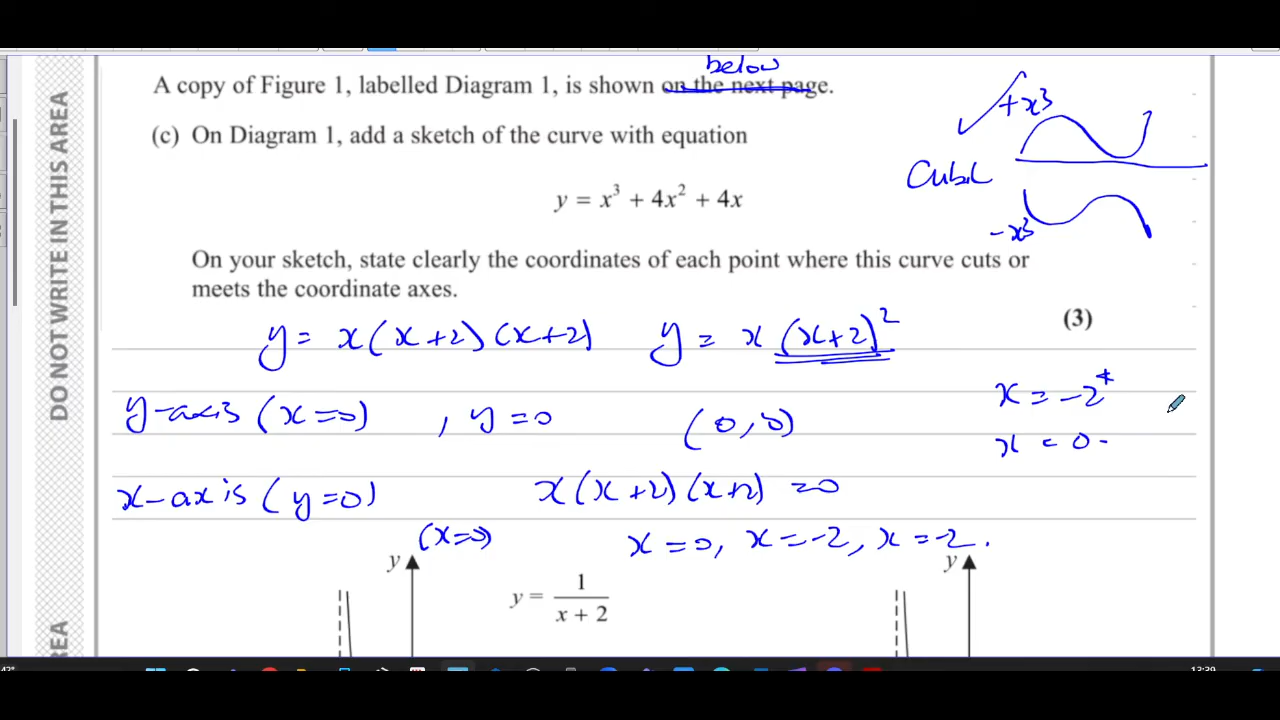 below
A copy of Figure 1, labelled Diagram 1, is shown on the next page.
+x³
(c) On Diagram 1, add a sketch of the curve with equation
Cubic
y = x³ + 4x² + 4x
-x³
On your sketch, state clearly the coordinates of each point where this curve cuts or
meets the coordinate axes.
(3)
y = x(x+2)(x+2) y = x(x+2)²
x = -2
y-axis (x=0) , y=0 (0,0)
x = 0
x-axis (y=0) x(x+2)(x+2) =0
(x=0) x=0, x=-2, x=-2.
y y
y = 1/(x + 2)
DO NOT WRITE IN THIS AREA
EA
13:39